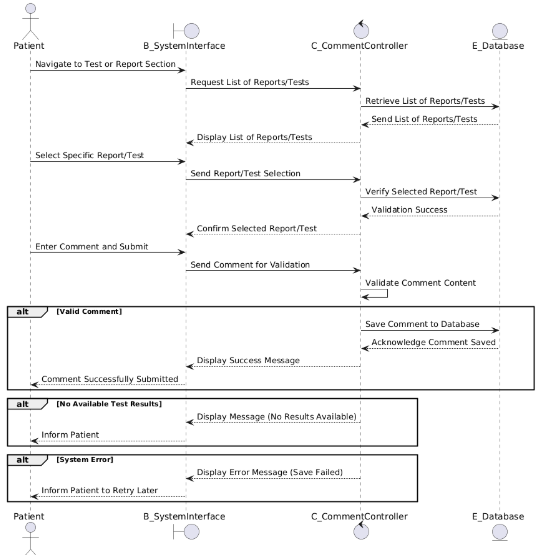 Patient B_SystemInterface C_CommentController E_Database
Navigate to Test or Report Section
Request List of Reports/Tests
Retrieve List of Reports/Tests
Send List of Reports/Tests
Display List of Reports/Tests
Select Specific Report/Test
Send Report/Test Selection
Verify Selected Report/Test
Validation Success
Confirm Selected Report/Test
Enter Comment and Submit
Send Comment for Validation
Validate Comment Content
alt [Valid Comment]
Save Comment to Database
Acknowledge Comment Saved
Display Success Message
Comment Successfully Submitted
alt [No Available Test Results]
Display Message (No Results Available)
Inform Patient
alt [System Error]
Display Error Message (Save Failed)
Inform Patient to Retry Later
Patient B_SystemInterface C_CommentController E_Database